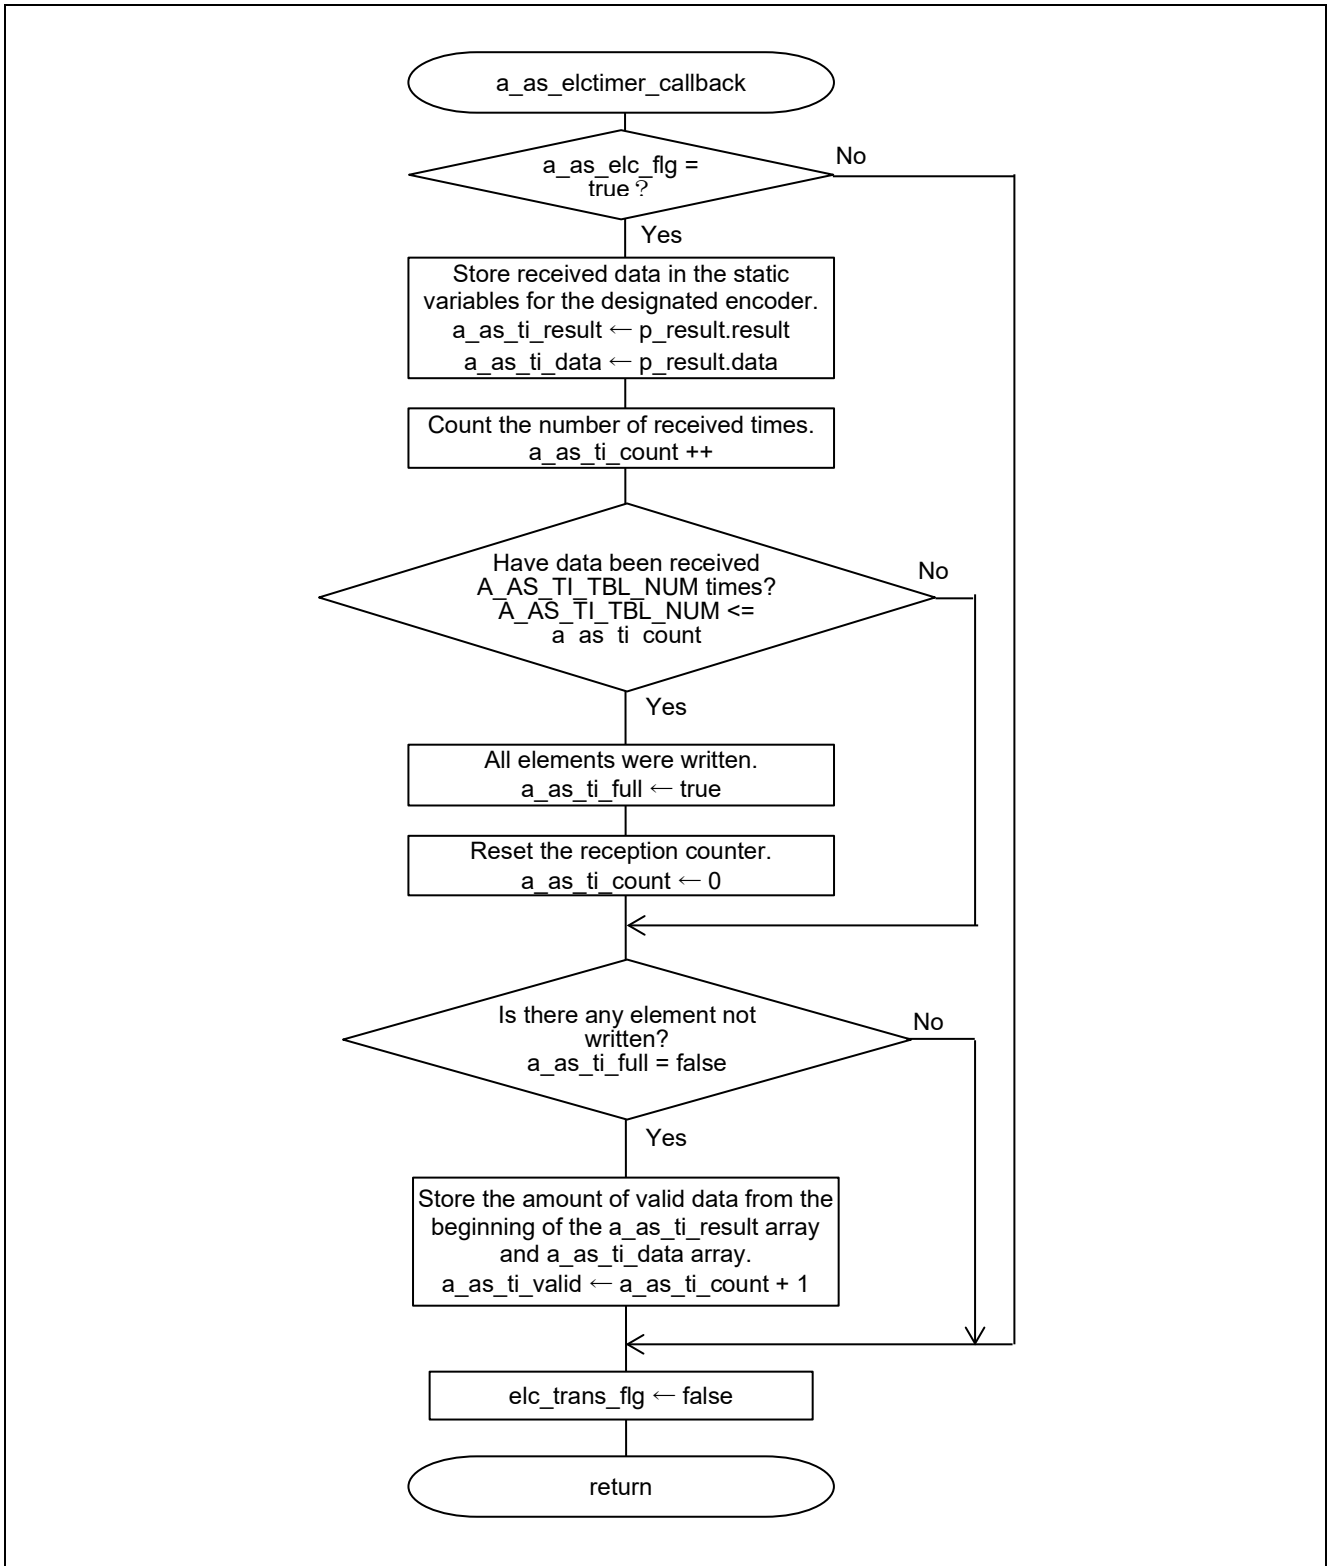 a_as_elctimer_callback
a_as_elc_flg =
true？
No
Yes
Store received data in the static
variables for the designated encoder.
a_as_ti_result ← p_result.result
a_as_ti_data ← p_result.data
Count the number of received times.
a_as_ti_count ++
Have data been received
A_AS_TI_TBL_NUM times?
A_AS_TI_TBL_NUM <=
a_as_ti_count
No
Yes
All elements were written.
a_as_ti_full ← true
Reset the reception counter.
a_as_ti_count ← 0
Is there any element not
written?
a_as_ti_full = false
No
Yes
Store the amount of valid data from the
beginning of the a_as_ti_result array
and a_as_ti_data array.
a_as_ti_valid ← a_as_ti_count + 1
elc_trans_flg ← false
return